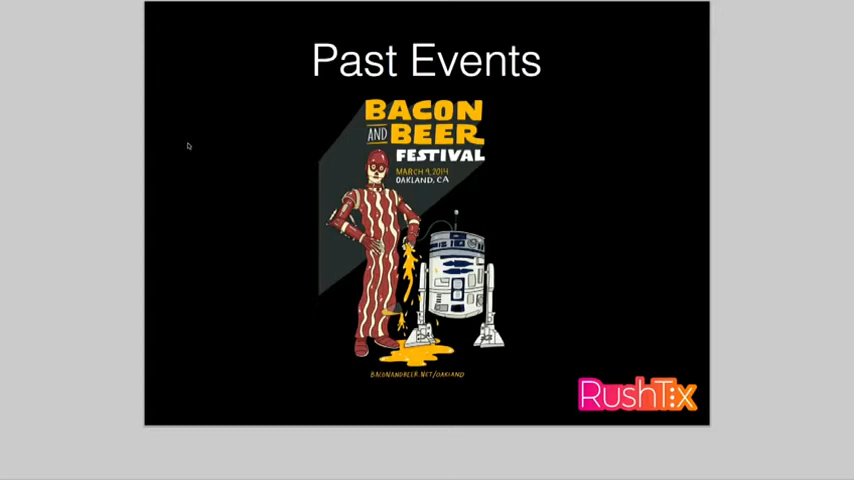 Past Events
BACON
AND BEER
FESTIVAL
MARCH 9, 2014
OAKLAND, CA
BACONANDBEER.NET/OAKLAND
RushTix